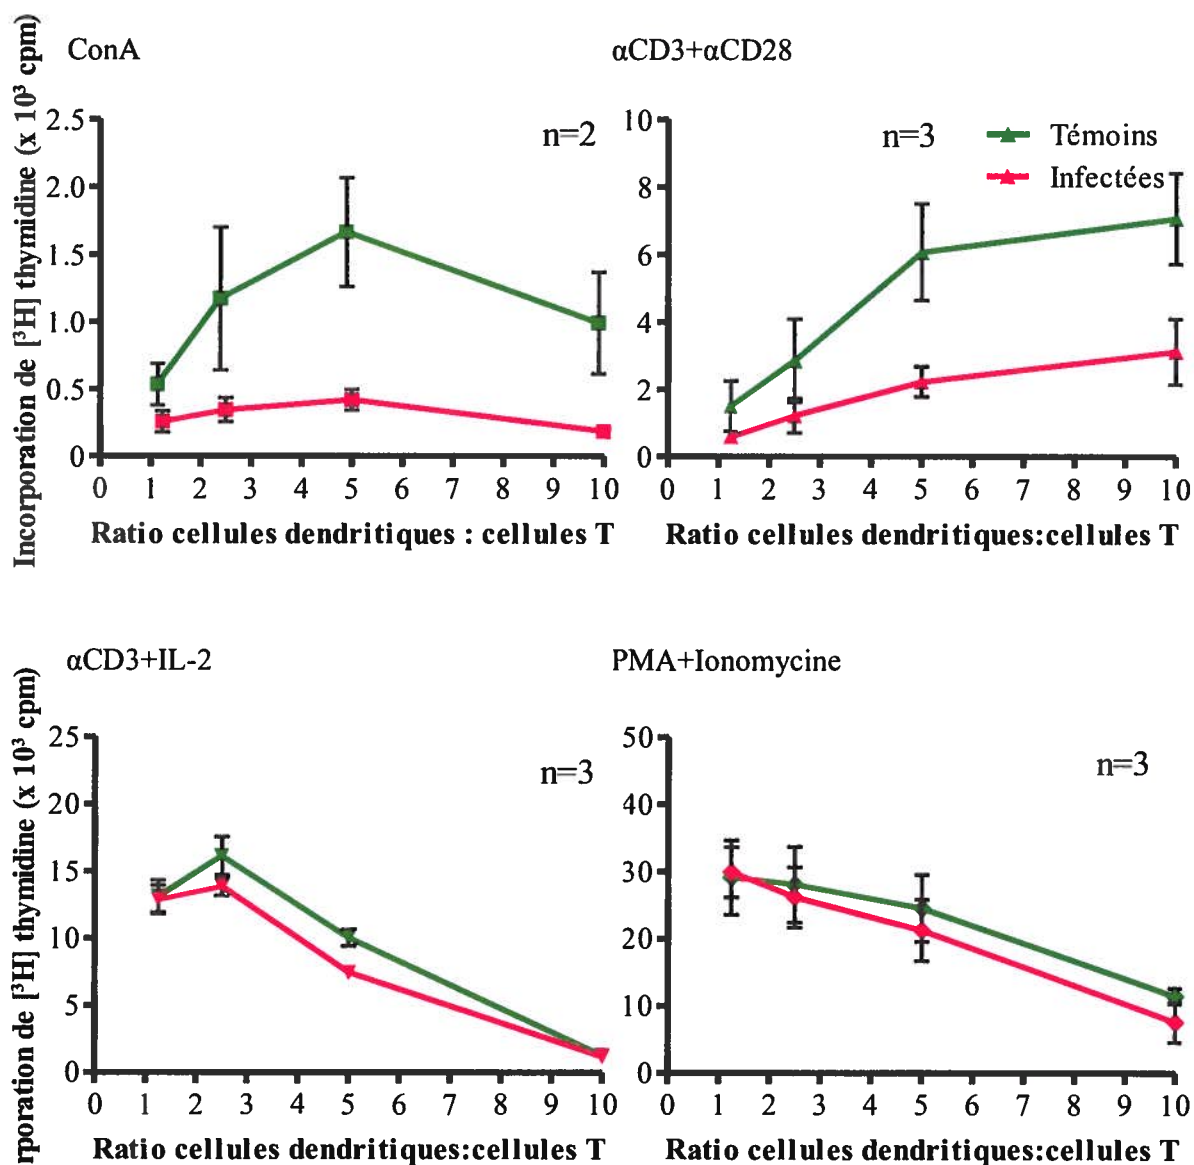 ConA
αCD3+αCD28
Incorporation de [³H] thymidine (x 10³ cpm)
2.5
2.0
1.5
1.0
0.5
0
n=2
0 1 2 3 4 5 6 7 8 9 10
Ratio cellules dendritiques : cellules T
10
8
6
4
2
0
n=3
Témoins
Infectées
0 1 2 3 4 5 6 7 8 9 10
Ratio cellules dendritiques:cellules T
αCD3+IL-2
PMA+Ionomycine
rporation de [³H] thymidine (x 10³ cpm)
25
20
15
10
5
0
n=3
0 1 2 3 4 5 6 7 8 9 10
Ratio cellules dendritiques:cellules T
50
40
30
20
10
0
n=3
0 1 2 3 4 5 6 7 8 9 10
Ratio cellules dendritiques:cellules T